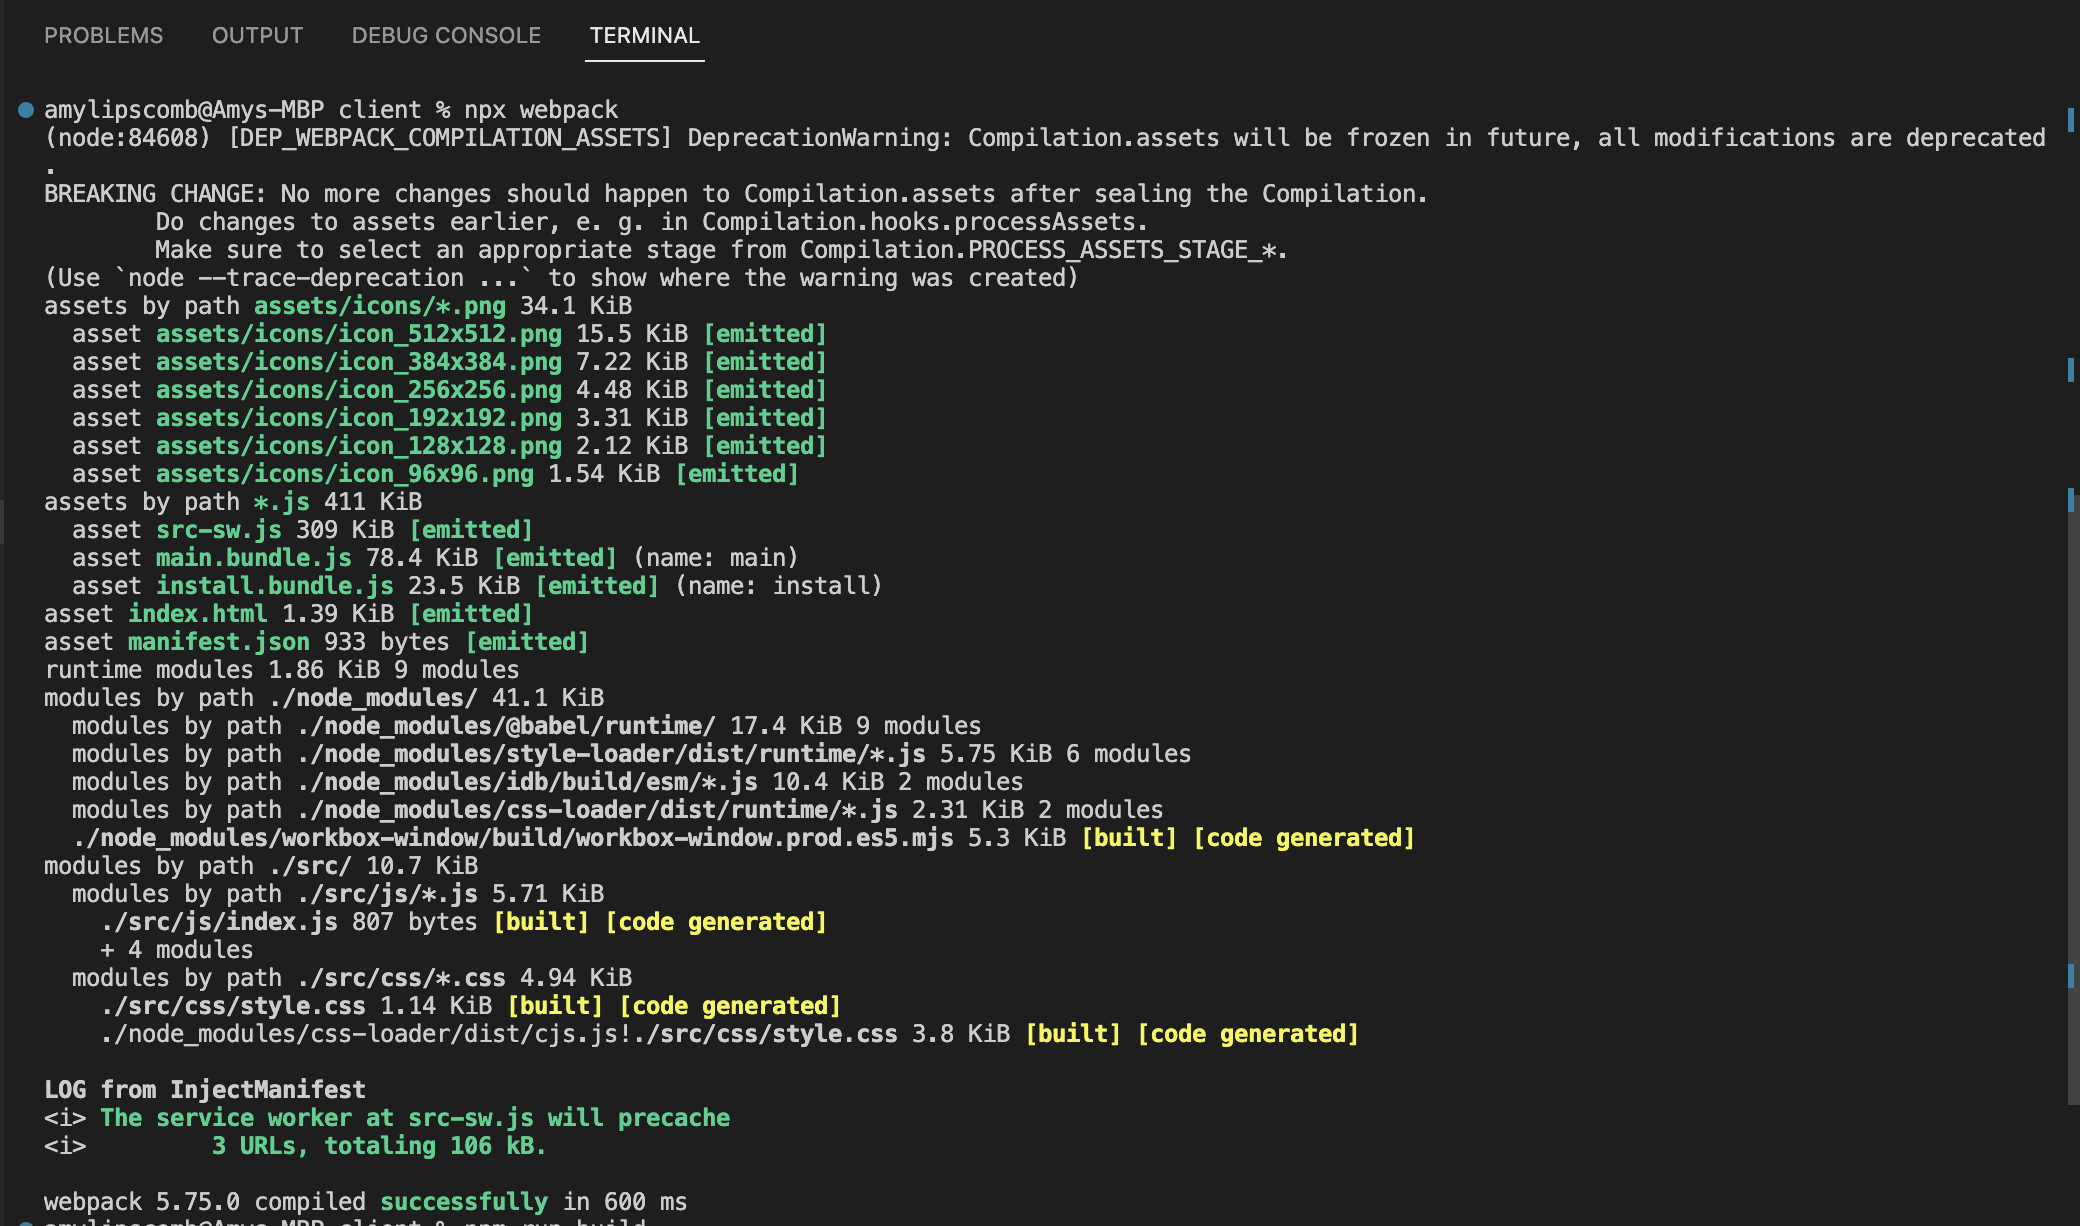 PROBLEMS OUTPUT DEBUG CONSOLE TERMINAL
amylipscomb@Amys-MBP client % npx webpack
(node:84608) [DEP_WEBPACK_COMPILATION_ASSETS] DeprecationWarning: Compilation.assets will be frozen in future, all modifications are deprecated
.
BREAKING CHANGE: No more changes should happen to Compilation.assets after sealing the Compilation.
        Do changes to assets earlier, e. g. in Compilation.hooks.processAssets.
        Make sure to select an appropriate stage from Compilation.PROCESS_ASSETS_STAGE_*.
(Use `node --trace-deprecation ...` to show where the warning was created)
assets by path assets/icons/*.png 34.1 KiB
  asset assets/icons/icon_512x512.png 15.5 KiB [emitted]
  asset assets/icons/icon_384x384.png 7.22 KiB [emitted]
  asset assets/icons/icon_256x256.png 4.48 KiB [emitted]
  asset assets/icons/icon_192x192.png 3.31 KiB [emitted]
  asset assets/icons/icon_128x128.png 2.12 KiB [emitted]
  asset assets/icons/icon_96x96.png 1.54 KiB [emitted]
assets by path *.js 411 KiB
  asset src-sw.js 309 KiB [emitted]
  asset main.bundle.js 78.4 KiB [emitted] (name: main)
  asset install.bundle.js 23.5 KiB [emitted] (name: install)
asset index.html 1.39 KiB [emitted]
asset manifest.json 933 bytes [emitted]
runtime modules 1.86 KiB 9 modules
modules by path ./node_modules/ 41.1 KiB
  modules by path ./node_modules/@babel/runtime/ 17.4 KiB 9 modules
  modules by path ./node_modules/style-loader/dist/runtime/*.js 5.75 KiB 6 modules
  modules by path ./node_modules/idb/build/esm/*.js 10.4 KiB 2 modules
  modules by path ./node_modules/css-loader/dist/runtime/*.js 2.31 KiB 2 modules
  ./node_modules/workbox-window/build/workbox-window.prod.es5.mjs 5.3 KiB [built] [code generated]
modules by path ./src/ 10.7 KiB
  modules by path ./src/js/*.js 5.71 KiB
    ./src/js/index.js 807 bytes [built] [code generated]
    + 4 modules
  modules by path ./src/css/*.css 4.94 KiB
    ./src/css/style.css 1.14 KiB [built] [code generated]
    ./node_modules/css-loader/dist/cjs.js!./src/css/style.css 3.8 KiB [built] [code generated]
LOG from InjectManifest
<i> The service worker at src-sw.js will precache
<i>         3 URLs, totaling 106 kB.
webpack 5.75.0 compiled successfully in 600 ms
amylipscomb@Amys-MBP client % npm run build